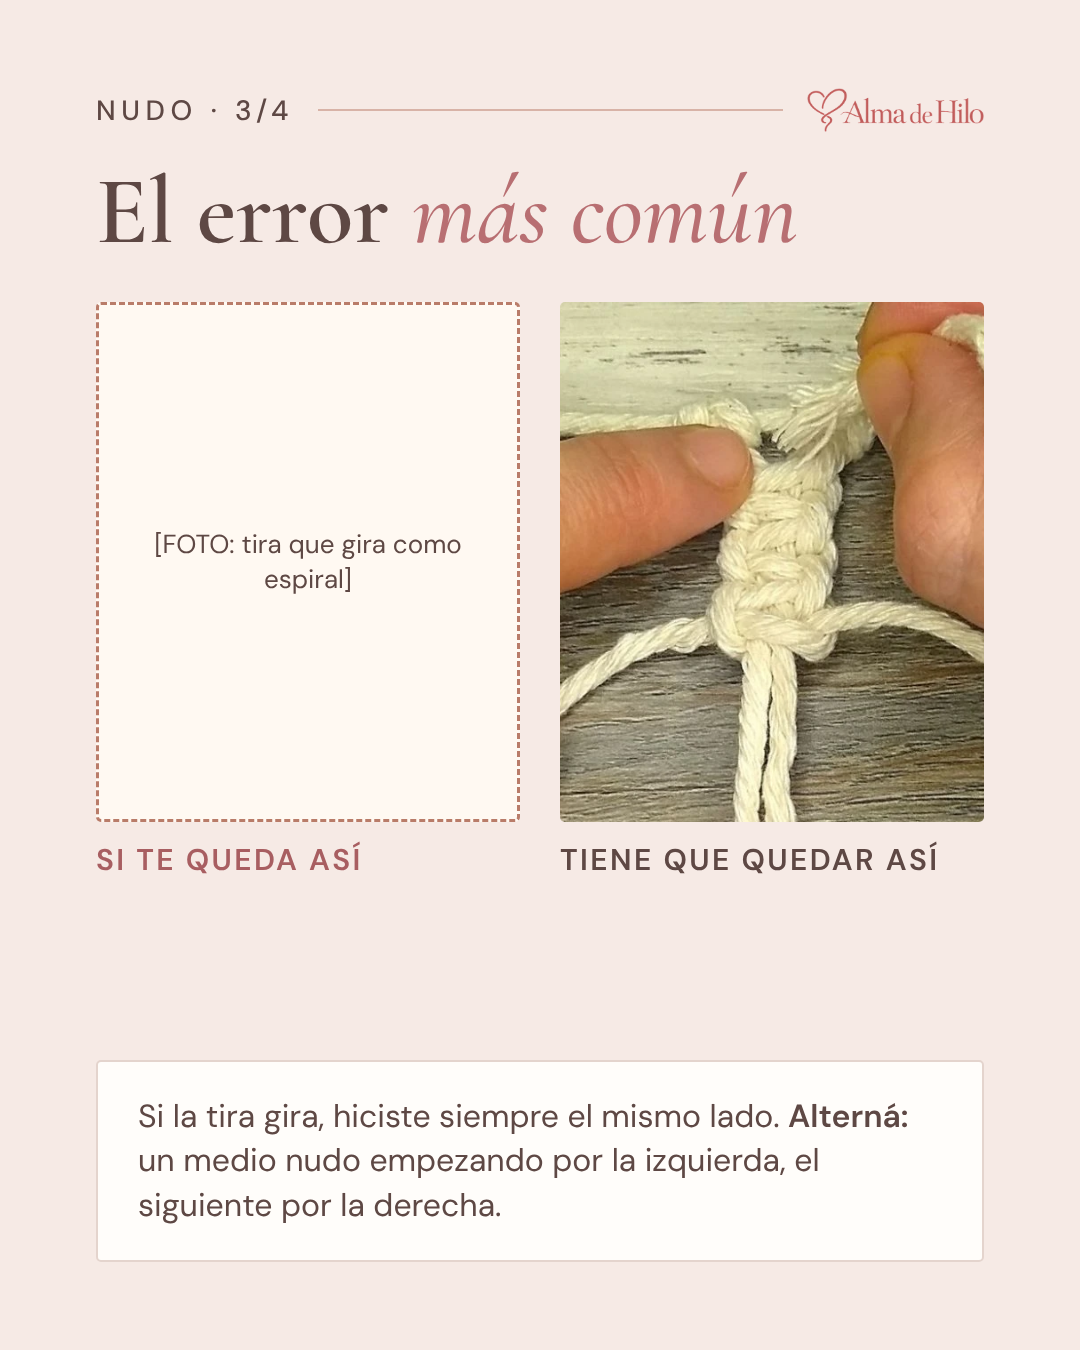 NUDO · 3/4
Alma de Hilo
El error más común
[FOTO: tira que gira como
espiral]
SI TE QUEDA ASÍ
TIENE QUE QUEDAR ASÍ
Si la tira gira, hiciste siempre el mismo lado. Alterná:
un medio nudo empezando por la izquierda, el
siguiente por la derecha.